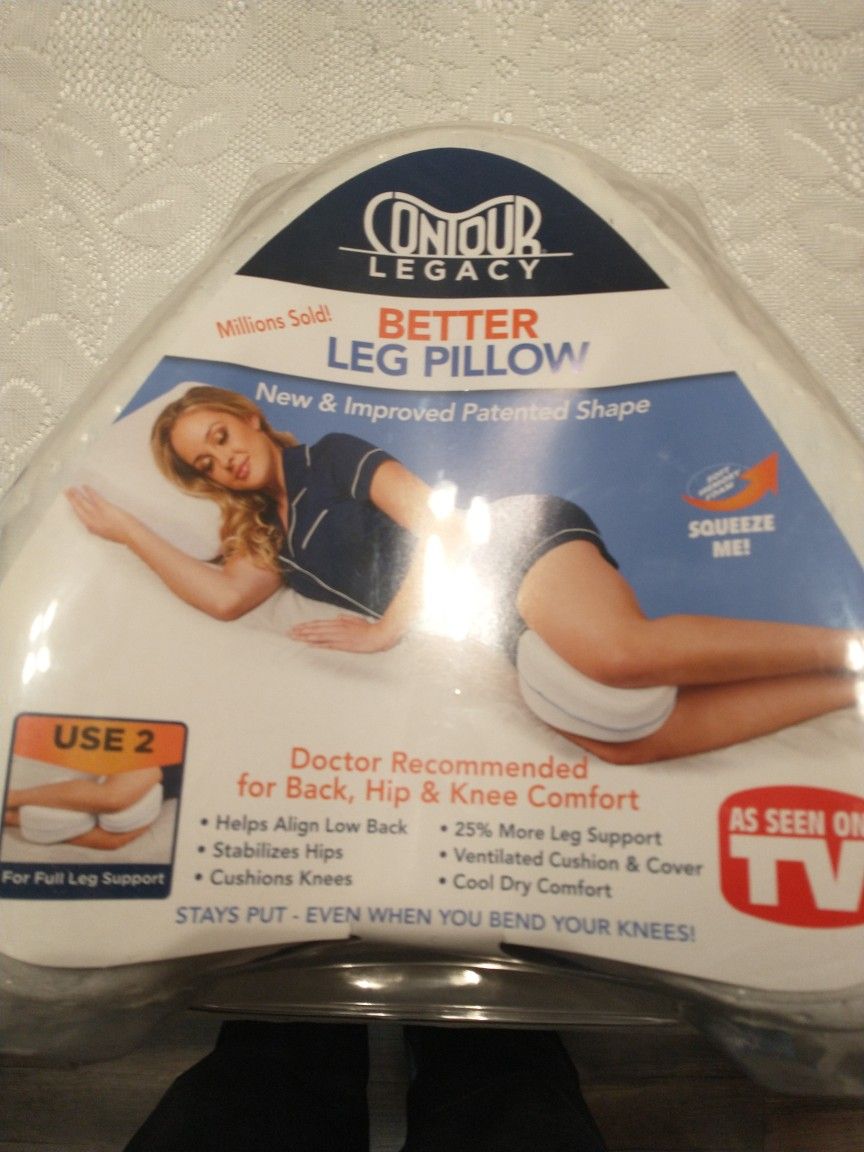 CONTOUR
LEGACY
Millions Sold!
BETTER
LEG PILLOW
New & Improved Patented Shape
SQUEEZE
ME!
USE 2
For Full Leg Support
Doctor Recommended
for Back, Hip & Knee Comfort
• Helps Align Low Back
• Stabilizes Hips
• Cushions Knees
• 25% More Leg Support
• Ventilated Cushion & Cover
• Cool Dry Comfort
AS SEEN ON
TV
STAYS PUT - EVEN WHEN YOU BEND YOUR KNEES!